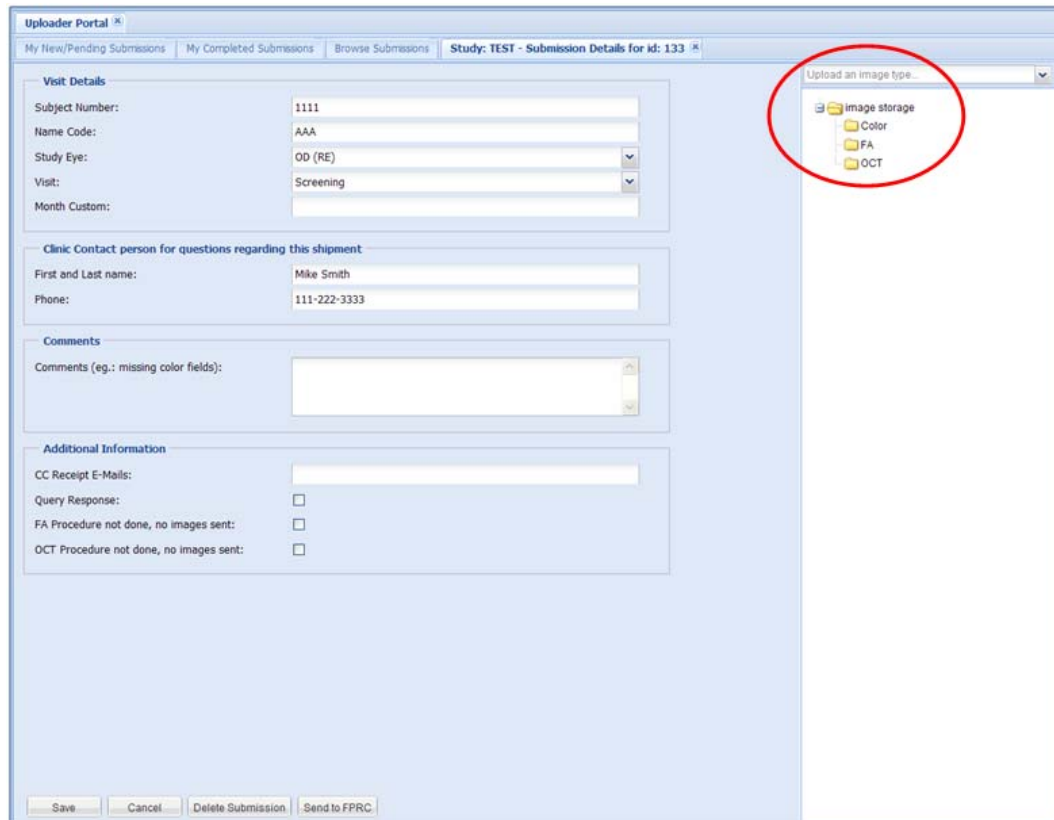 Uploader Portal
My New/Pending Submissions My Completed Submissions Browse Submissions Study: TEST - Submission Details for id: 133
Visit Details
Subject Number: 1111
Name Code: AAA
Study Eye: OD (RE)
Visit: Screening
Month Custom:
Clinic Contact person for questions regarding this shipment
First and Last name: Mike Smith
Phone: 111-222-3333
Comments
Comments (eg.: missing color fields):
Additional Information
CC Receipt E-Mails:
Query Response:
FA Procedure not done, no images sent:
OCT Procedure not done, no images sent:
Save Cancel Delete Submission Send to FPRC
Upload an image type...
image storage
Color
FA
OCT